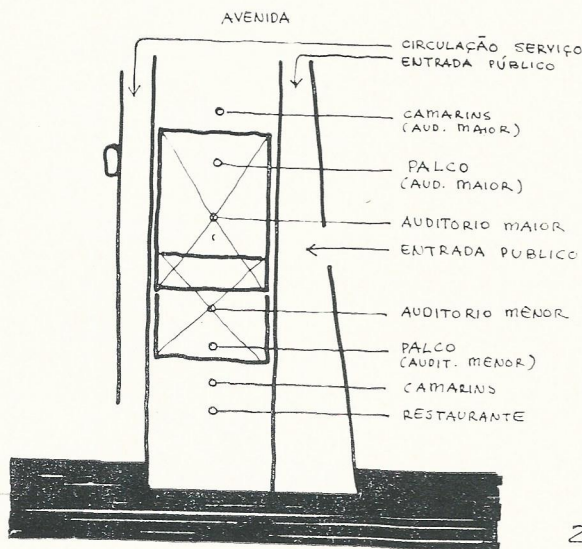 AVENIDA
CIRCULAÇÃO SERVIÇO
ENTRADA PÚBLICO
CAMARINS
(AUD. MAIOR)
PALCO
(AUD. MAIOR)
AUDITORIO MAIOR
ENTRADA PUBLICO
AUDITORIO MENOR
PALCO
(AUDIT. MENOR)
CAMARINS
RESTAURANTE
2